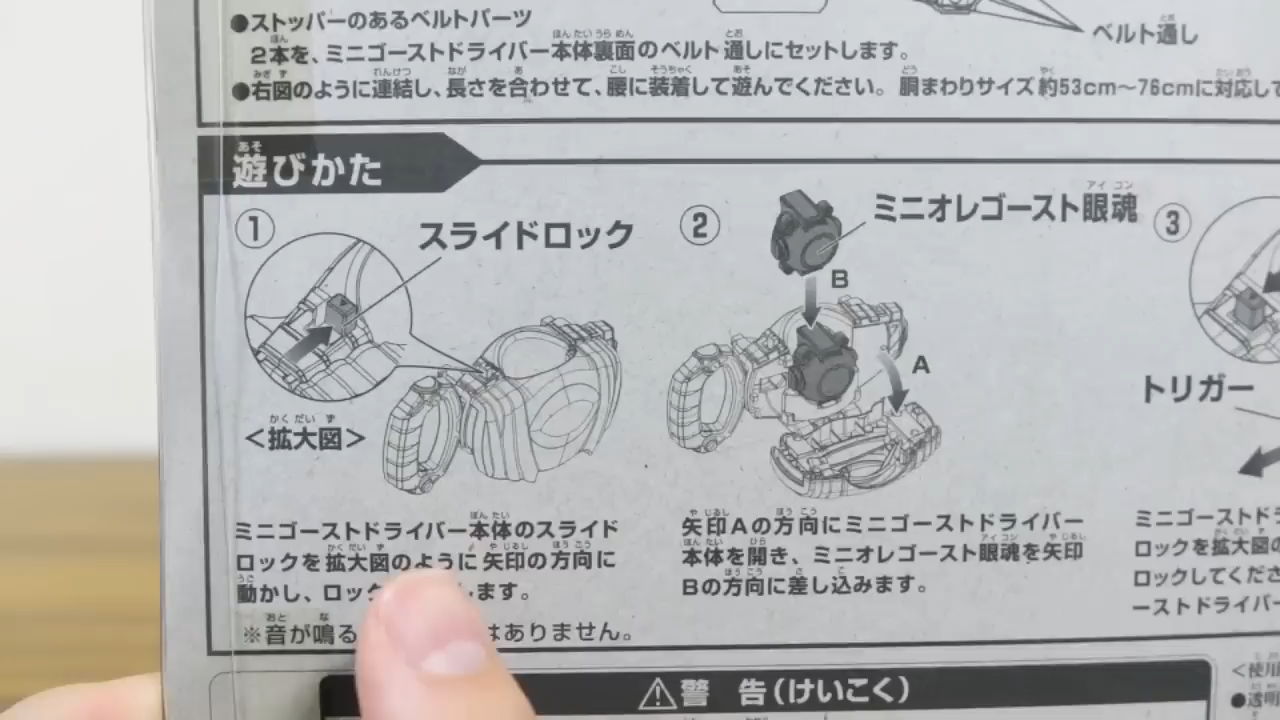 ●ストッパーのあるベルトパーツ
2本を、ミニゴーストドライバー本体裏面のベルト通しにセットします。
ベルト通し
●右図のように連結し、長さを合わせて、腰に装着して遊んでください。 胴まわりサイズ 約53cm～76cmに対応して
遊びかた
①
スライドロック
<拡大図>
ミニゴーストドライバー本体のスライド
ロックを拡大図のように矢印の方向に
動かし、ロッ します。
※音が鳴る はありません。
②
ミニオレゴースト眼魂
B
A
矢印Aの方向にミニゴーストドライバー
本体を開き、ミニオレゴースト眼魂を矢印
Bの方向に差し込みます。
③
トリガー
ミニゴーストド
ロックを拡大図の
ロックしてくださ
ーストドライバー
警 告(けいこく)
<使用
●透明